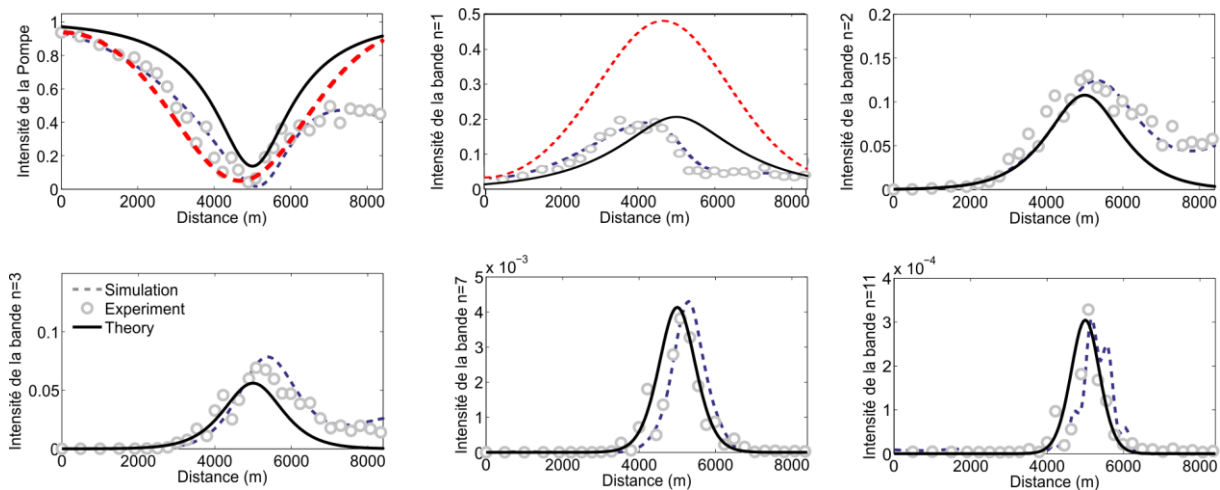 Intensité de la Pompe
1
0.8
0.6
0.4
0.2
0
0 2000 4000 6000 8000
Distance (m)
Intensité de la bande n=1
0.5
0.4
0.3
0.2
0.1
0
0 2000 4000 6000 8000
Distance (m)
Intensité de la bande n=2
0.2
0.15
0.1
0.05
0
0 2000 4000 6000 8000
Distance (m)
Intensité de la bande n=3
0.1
0.05
0
Simulation
Experiment
Theory
0 2000 4000 6000 8000
Distance (m)
Intensité de la bande n=7
x 10⁻³
5
4
3
2
1
0
0 2000 4000 6000 8000
Distance (m)
Intensité de la bande n=11
x 10⁻⁴
4
3
2
1
0
0 2000 4000 6000 8000
Distance (m)